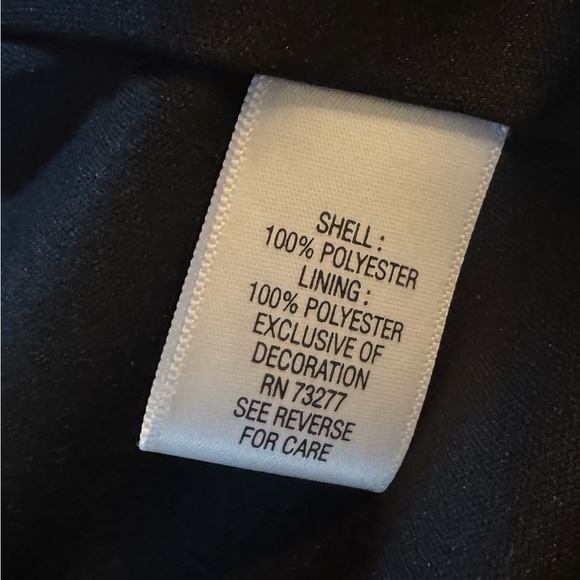 SHELL :
100% POLYESTER
LINING :
100% POLYESTER
EXCLUSIVE OF
DECORATION
RN 73277
SEE REVERSE
FOR CARE